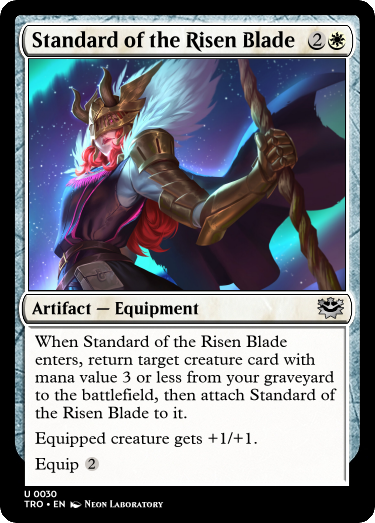 Standard of the Risen Blade 2
Artifact — Equipment
When Standard of the Risen Blade
enters, return target creature card with
mana value 3 or less from your graveyard
to the battlefield, then attach Standard of
the Risen Blade to it.
Equipped creature gets +1/+1.
Equip 2
U 0030
TRO • EN Neon Laboratory